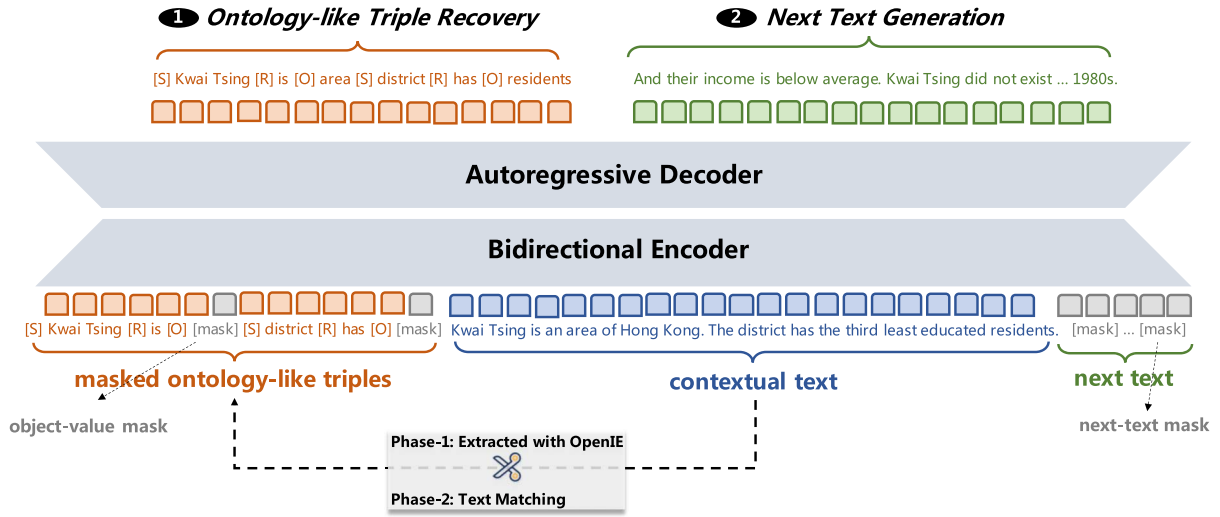 1 Ontology-like Triple Recovery
2 Next Text Generation
[S] Kwai Tsing [R] is [O] area [S] district [R] has [O] residents
And their income is below average. Kwai Tsing did not exist ... 1980s.
Autoregressive Decoder
Bidirectional Encoder
[S] Kwai Tsing [R] is [O] [mask] [S] district [R] has [O] [mask]
Kwai Tsing is an area of Hong Kong. The district has the third least educated residents.
[mask] ... [mask]
masked ontology-like triples
contextual text
next text
object-value mask
next-text mask
Phase-1: Extracted with OpenIE
Phase-2: Text Matching